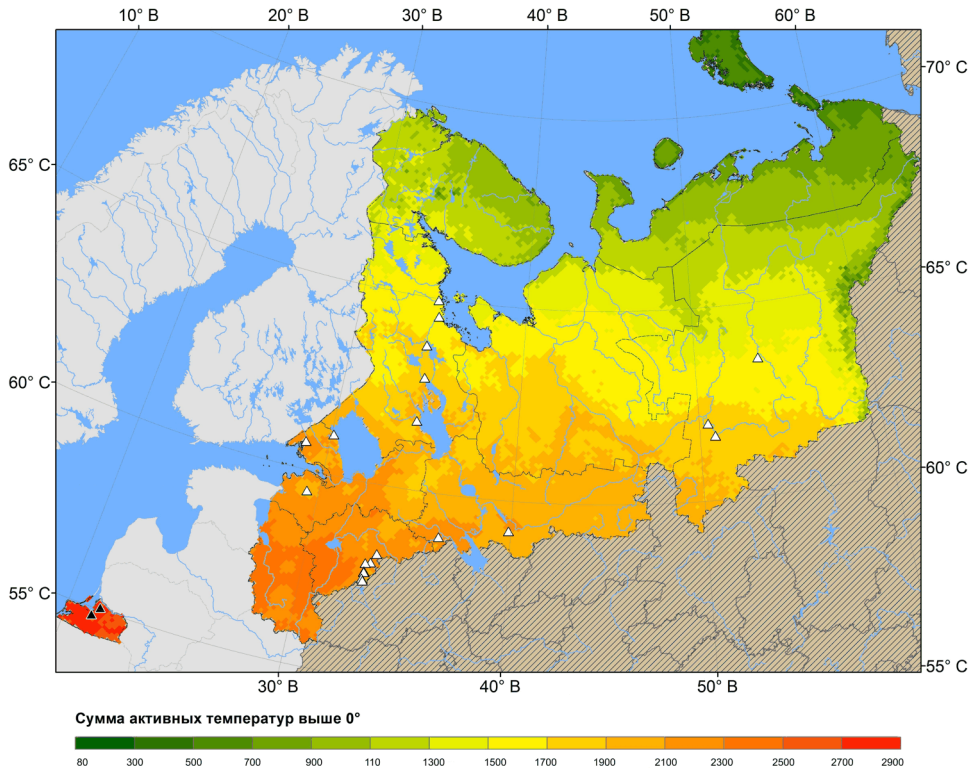 10° В 20° В 30° В 40° В 50° В 60° В
70° С
65° С
65° С
60° С
60° С
55° С
55° С
30° В 40° В 50° В
Сумма активных температур выше 0°
80 300 500 700 900 110 1300 1500 1700 1900 2100 2300 2500 2700 2900